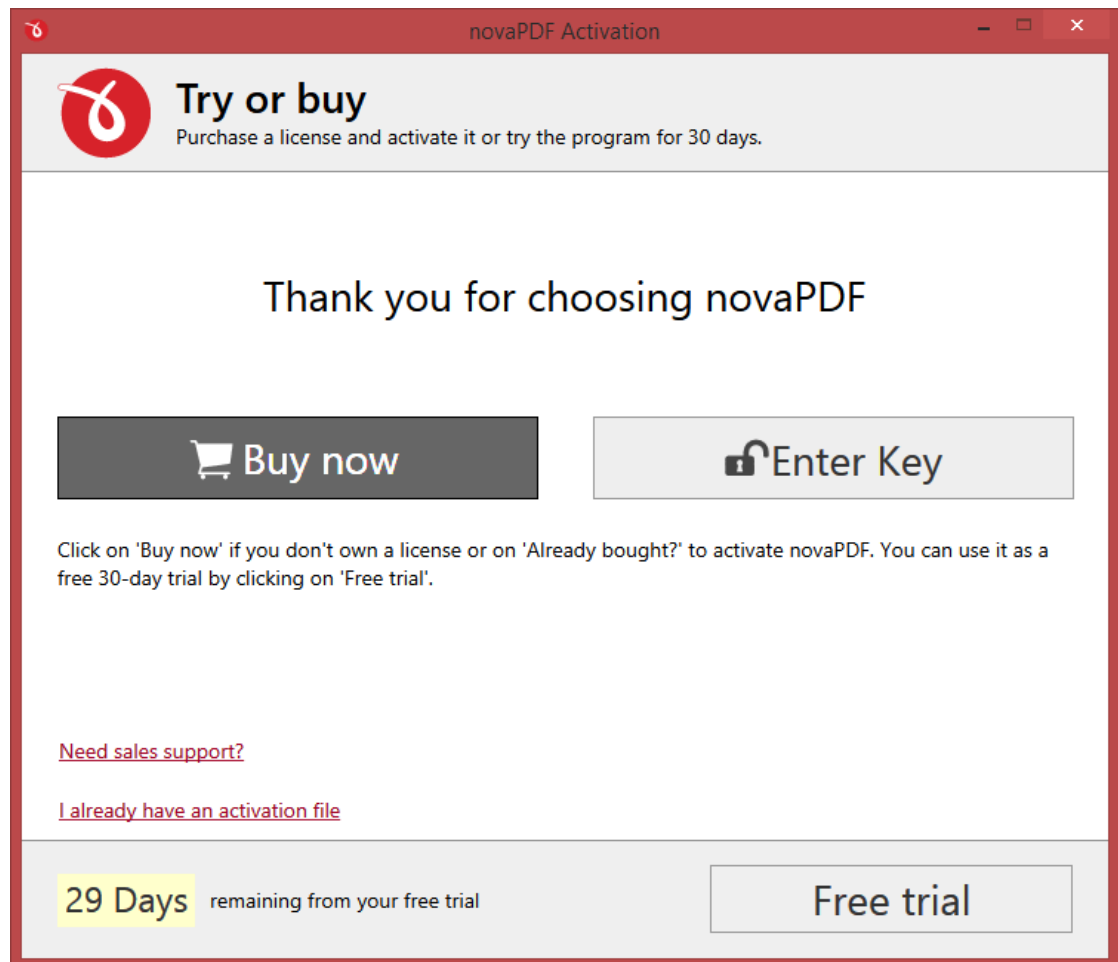 novaPDF Activation
Try or buy
Purchase a license and activate it or try the program for 30 days.
Thank you for choosing novaPDF
Buy now
Enter Key
Click on 'Buy now' if you don't own a license or on 'Already bought?' to activate novaPDF. You can use it as a
free 30-day trial by clicking on 'Free trial'.
Need sales support?
I already have an activation file
29 Days remaining from your free trial
Free trial